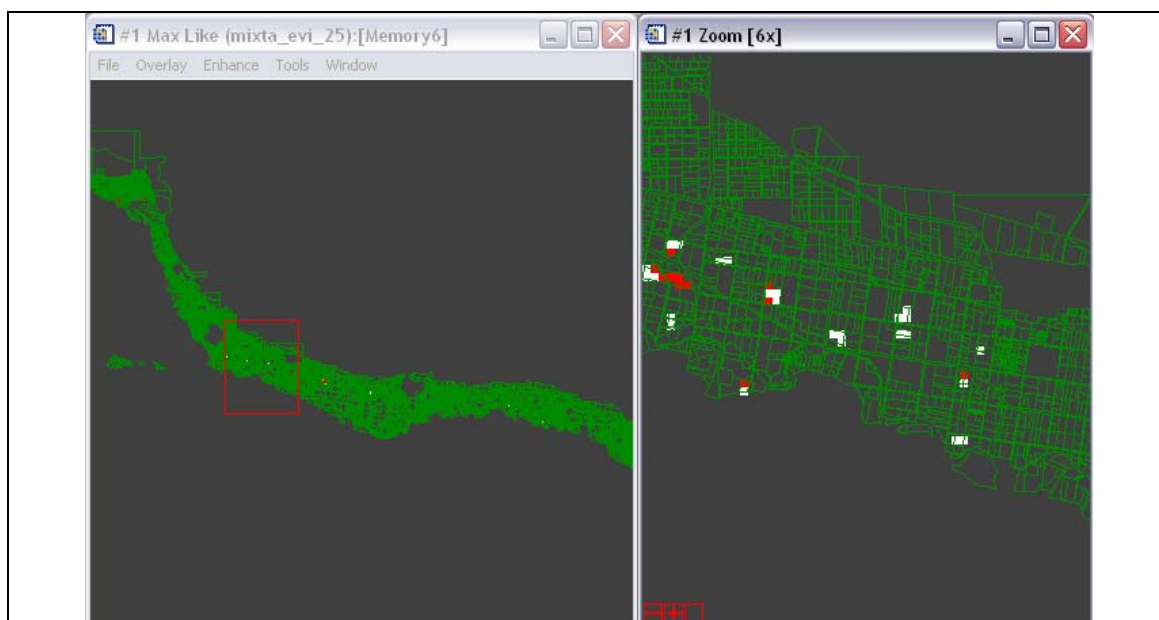 #1 Max Like (mixta_evi_25):[Memory6]
File Overlay Enhance Tools Window
#1 Zoom [6x]